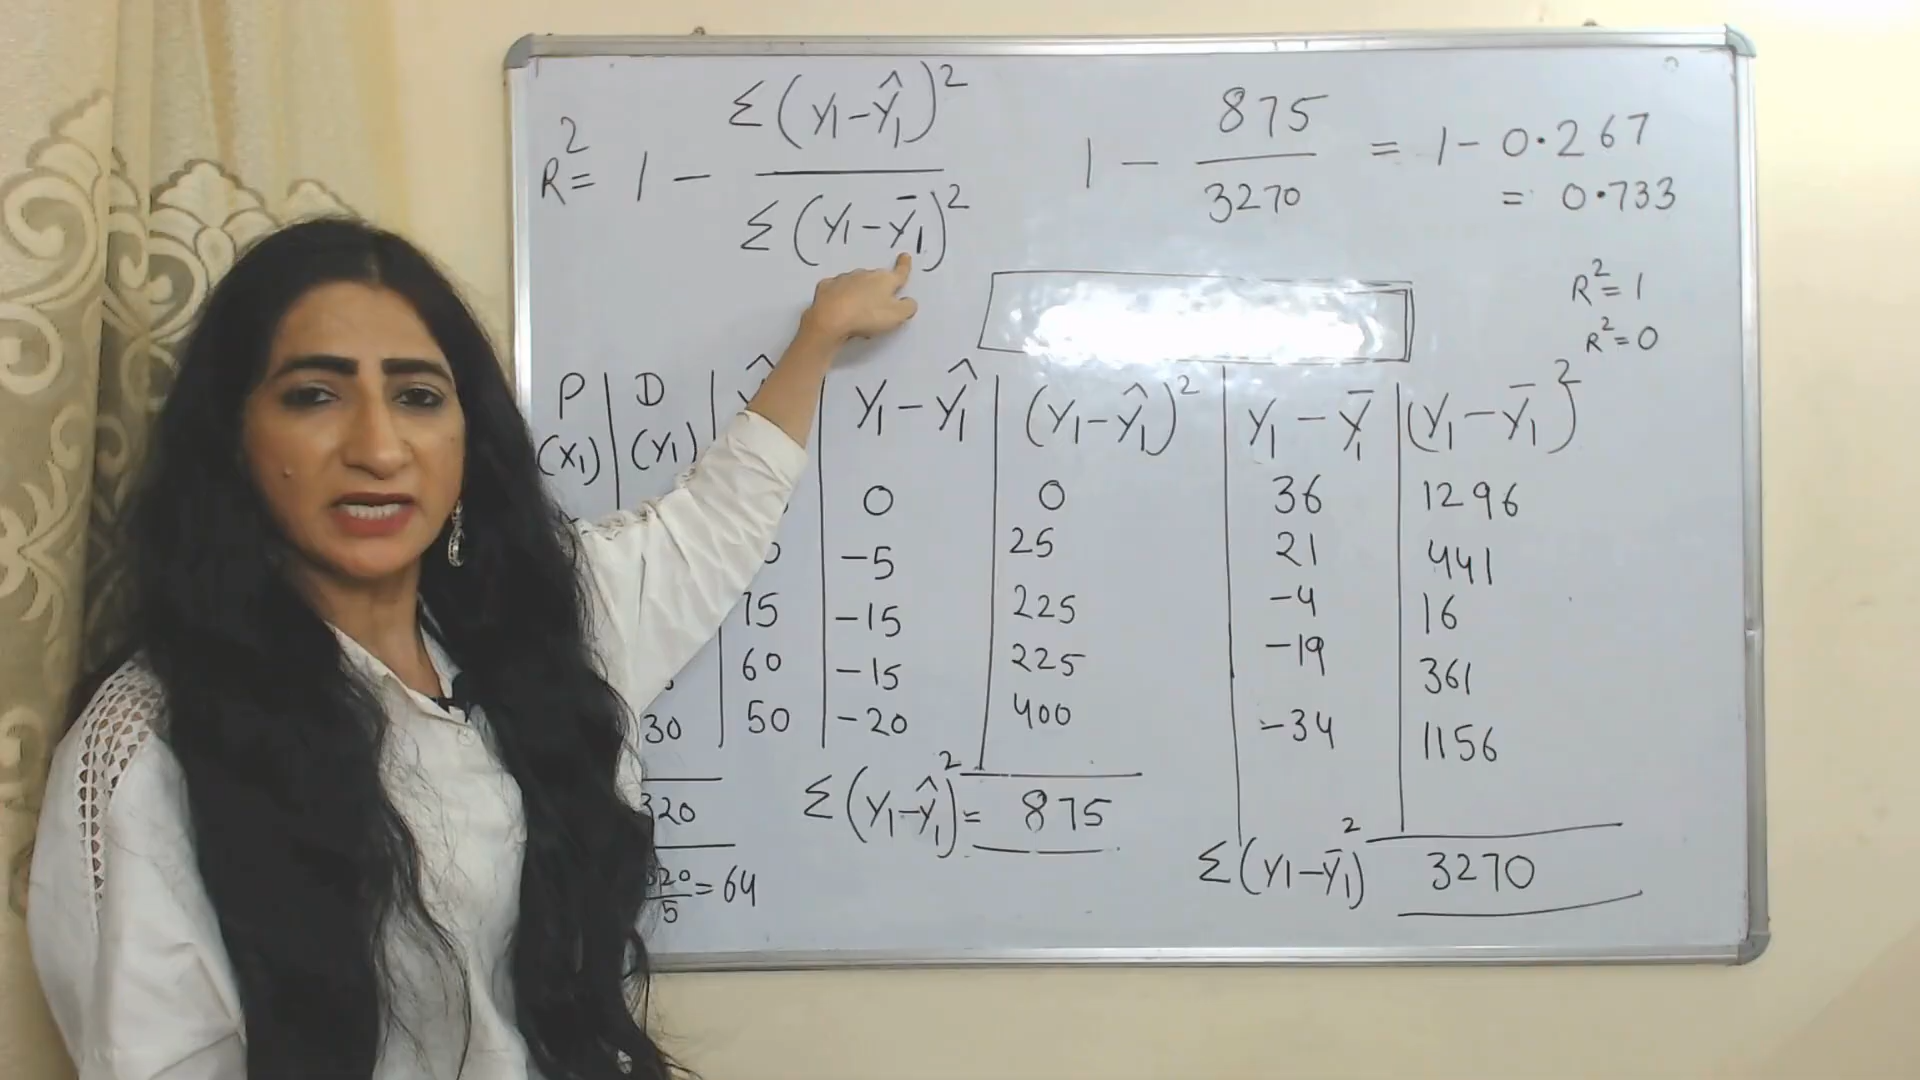 R² = 1 - Σ(Y1-Ŷ1)² / Σ(Y1-Ȳ1)²
1 - 875/3270 = 1 - 0.267
= 0.733
R² = 1
R² = 0
P | D | Y1 - Ŷ1 | (Y1-Ŷ1)² | Y1 - Ȳ1 | (Y1-Ȳ1)²
(X1) | (Y1)
0 | 0 | 36 | 1296
-5 | 25 | 21 | 441
75 | -15 | 225 | -4 | 16
60 | -15 | 225 | -19 | 361
30 | 50 | -20 | 400 | -34 | 1156
320 Σ(Y1-Ŷ1)² = 875
Σ(Y1-Ȳ1)² 3270
5 = 64